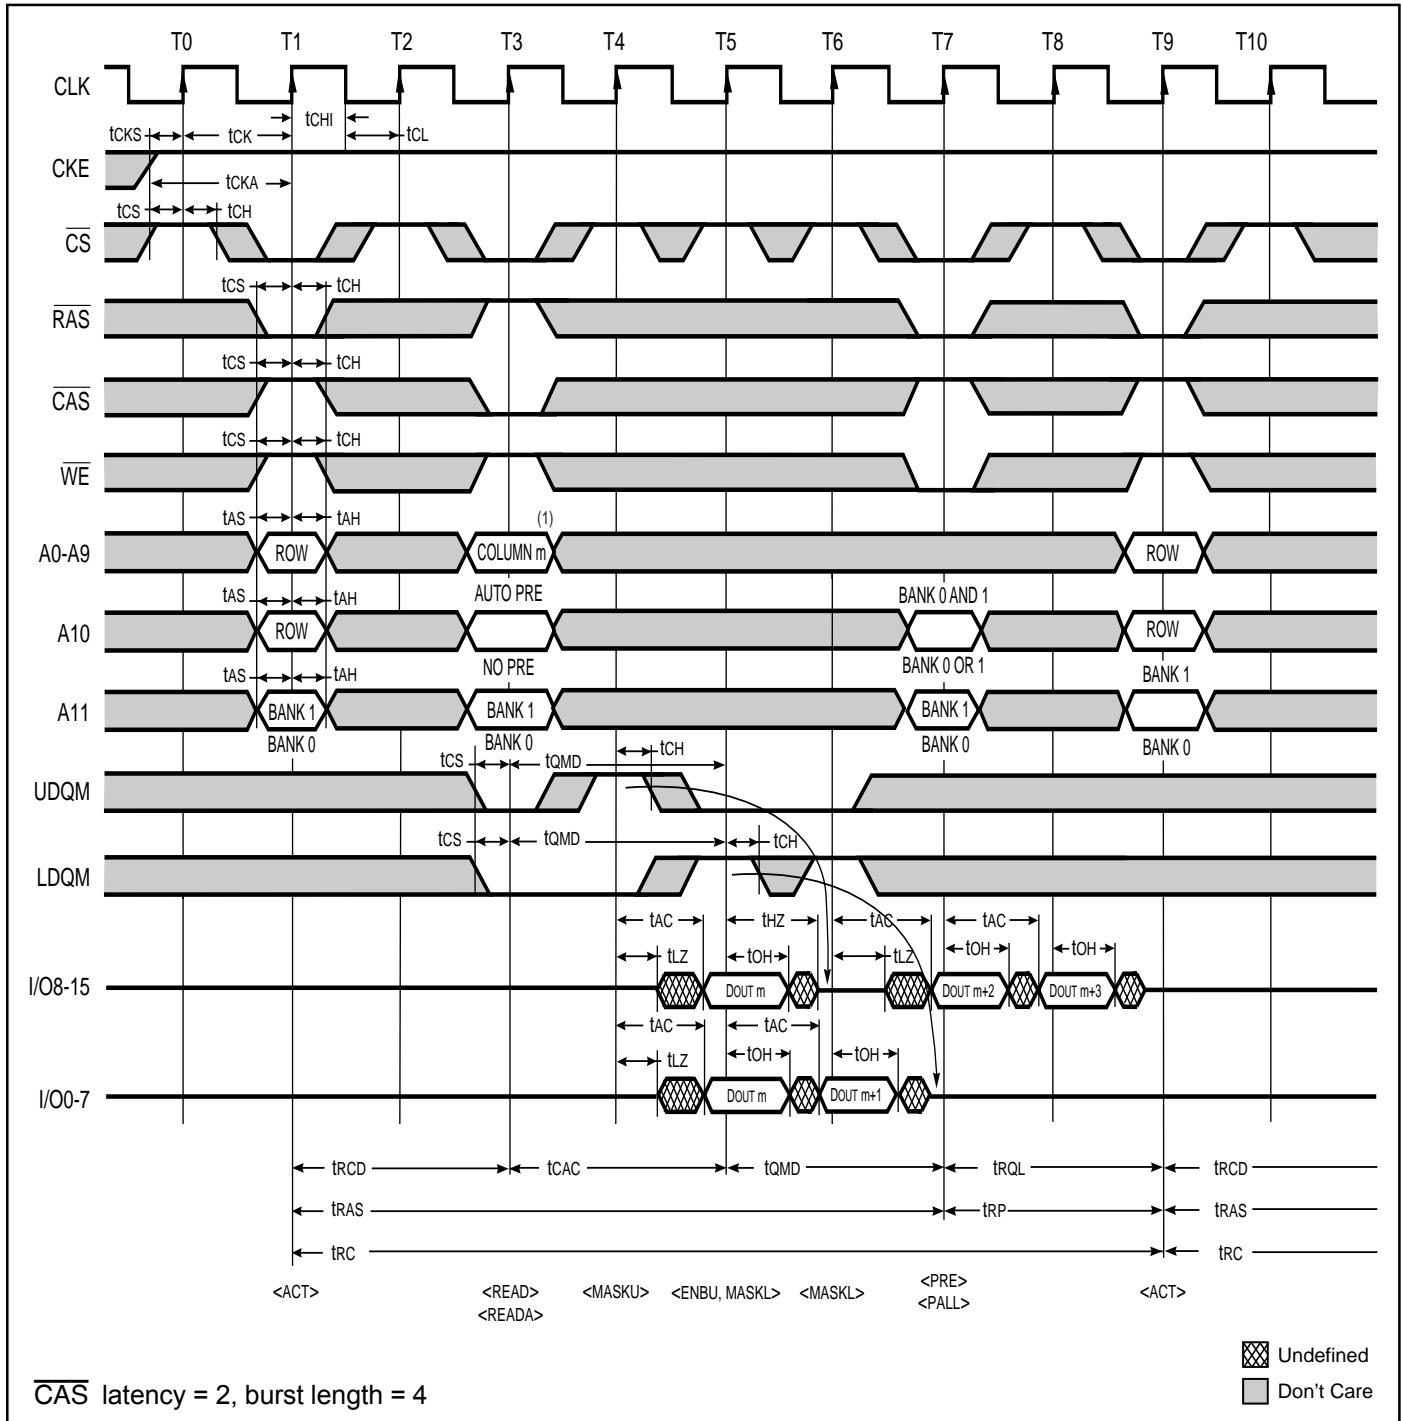 T0 T1 T2 T3 T4 T5 T6 T7 T8 T9 T10
CLK
tCHI
tCKS tCK tCL
CKE
tCKA
tCS tCH
CS
tCS tCH
RAS
tCS tCH
CAS
tCS tCH
WE
tAS tAH (1)
A0-A9 ROW COLUMN m ROW
tAS tAH AUTO PRE BANK 0 AND 1
A10 ROW ROW
NO PRE BANK 0 OR 1 BANK 1
tAS tAH
A11 BANK 1 BANK 1 BANK 1
BANK 0 BANK 0 BANK 0 BANK 0
tCS tQMD tCH
UDQM
tCS tQMD tCH
LDQM
tAC tHZ tAC tAC
tLZ tOH tLZ tOH tOH
I/O8-15 DOUT m DOUT m+2 DOUT m+3
tAC tAC
tLZ tOH tOH
I/O0-7 DOUT m DOUT m+1
tRCD tCAC tQMD tRQL tRCD
tRAS tRP tRAS
tRC tRC
<ACT> <READ> <MASKU> <ENBU, MASKL> <MASKL> <PRE> <ACT>
<READA> <PALL>
Undefined
Don't Care
CAS latency = 2, burst length = 4